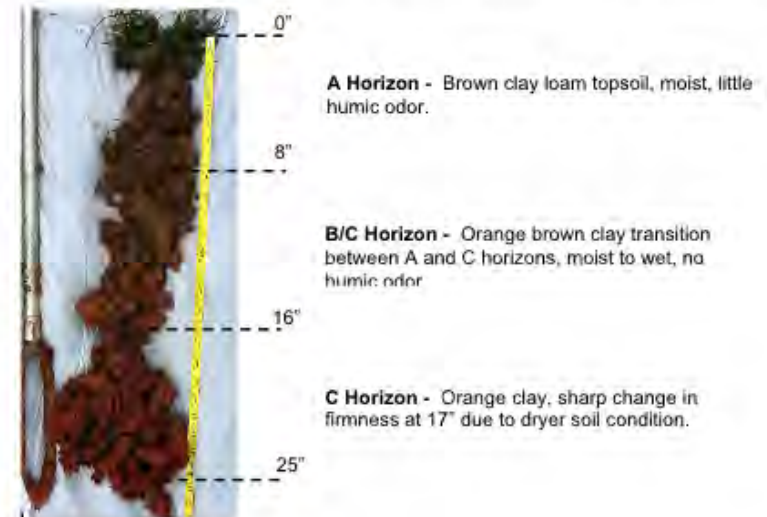 0”
A Horizon - Brown clay loam topsoil, moist, little
humic odor.
8”
B/C Horizon - Orange brown clay transition
between A and C horizons, moist to wet, no
humic odor
16”
C Horizon - Orange clay, sharp change in
firmness at 17” due to dryer soil condition.
25”